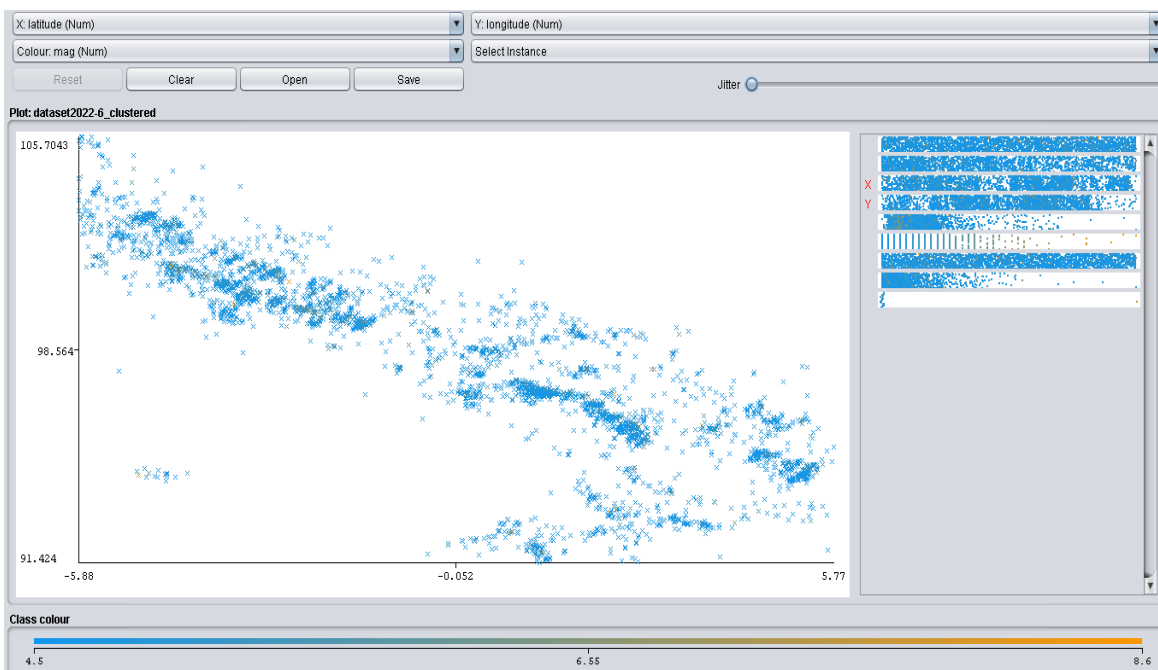 X: latitude (Num) Y: longitude (Num)
Colour: mag (Num) Select Instance
Reset Clear Open Save Jitter
Plot: dataset2022-6_clustered
105.7043
98.564
91.424
-5.88 -0.052 5.77
X
Y
Class colour
4.5 6.55 8.6